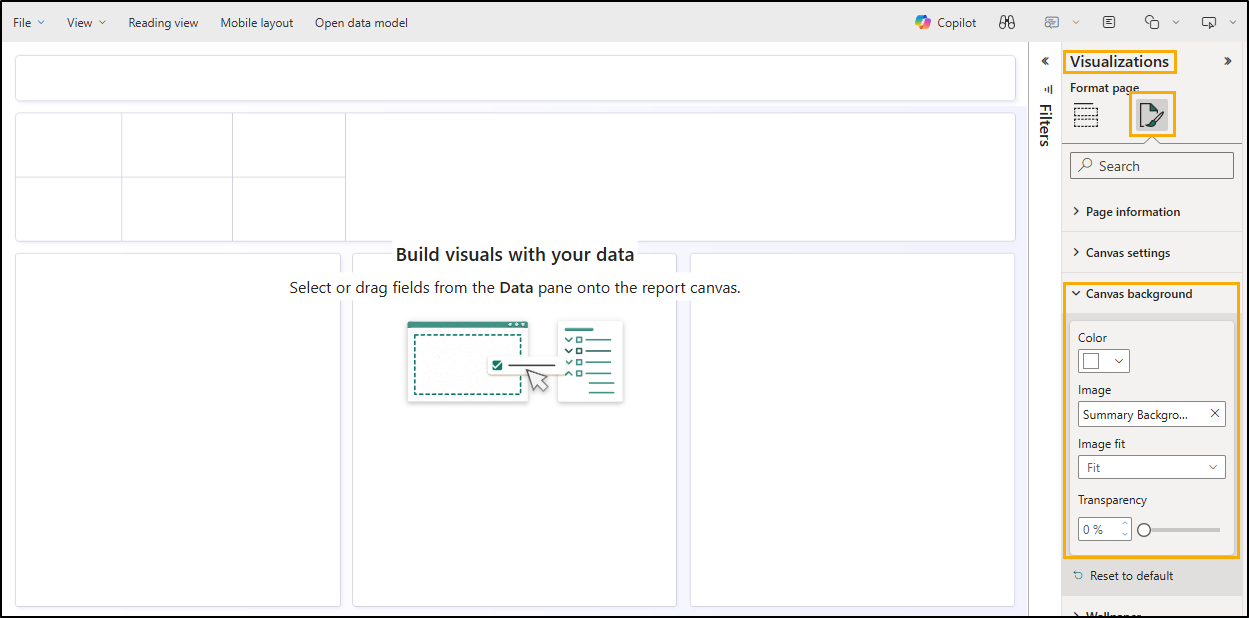 File View Reading view Mobile layout Open data model Copilot
Visualizations
Format page
Filters
Search
Page information
Canvas settings
Build visuals with your data
Select or drag fields from the Data pane onto the report canvas.
Canvas background
Color
Image
Summary Backgro...
Image fit
Fit
Transparency
0 %
Reset to default
Wallpaper